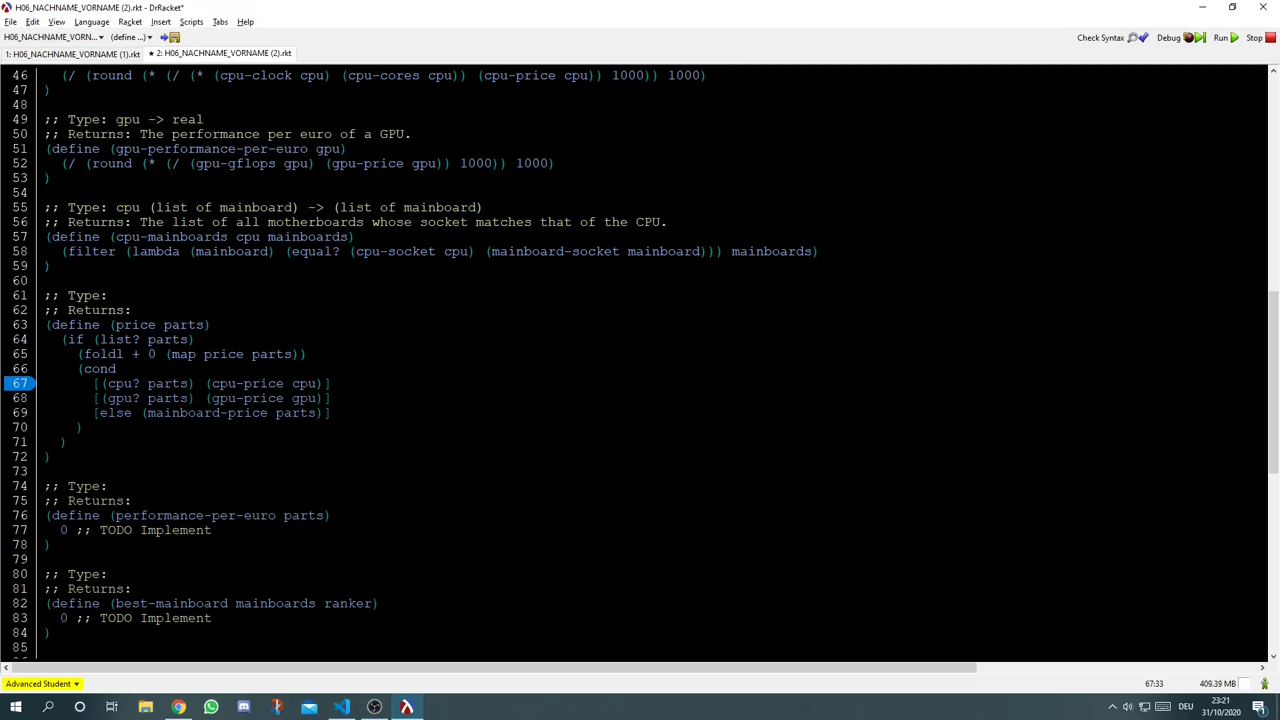 H06_NACHNAME_VORNAME (2).rkt - DrRacket*
File Edit View Language Racket Insert Scripts Tabs Help
H06_NACHNAME_VORN... (define ...) Check Syntax Debug Run Stop
1: H06_NACHNAME_VORNAME (1).rkt ★ 2: H06_NACHNAME_VORNAME (2).rkt
46 (/ (round (* (/ (* (cpu-clock cpu) (cpu-cores cpu)) (cpu-price cpu)) 1000)) 1000)
47 )
48
49 ;; Type: gpu -> real
50 ;; Returns: The performance per euro of a GPU.
51 (define (gpu-performance-per-euro gpu)
52 (/ (round (* (/ (gpu-gflops gpu) (gpu-price gpu)) 1000)) 1000)
53 )
54
55 ;; Type: cpu (list of mainboard) -> (list of mainboard)
56 ;; Returns: The list of all motherboards whose socket matches that of the CPU.
57 (define (cpu-mainboards cpu mainboards)
58 (filter (lambda (mainboard) (equal? (cpu-socket cpu) (mainboard-socket mainboard))) mainboards)
59 )
60
61 ;; Type:
62 ;; Returns:
63 (define (price parts)
64 (if (list? parts)
65 (foldl + 0 (map price parts))
66 (cond
67 [(cpu? parts) (cpu-price cpu)]
68 [(gpu? parts) (gpu-price gpu)]
69 [else (mainboard-price parts)]
70 )
71 )
72 )
73
74 ;; Type:
75 ;; Returns:
76 (define (performance-per-euro parts)
77 0 ;; TODO Implement
78 )
79
80 ;; Type:
81 ;; Returns:
82 (define (best-mainboard mainboards ranker)
83 0 ;; TODO Implement
84 )
85
Advanced Student 67:33 409.39 MB
DEU 23:21
31/10/2020